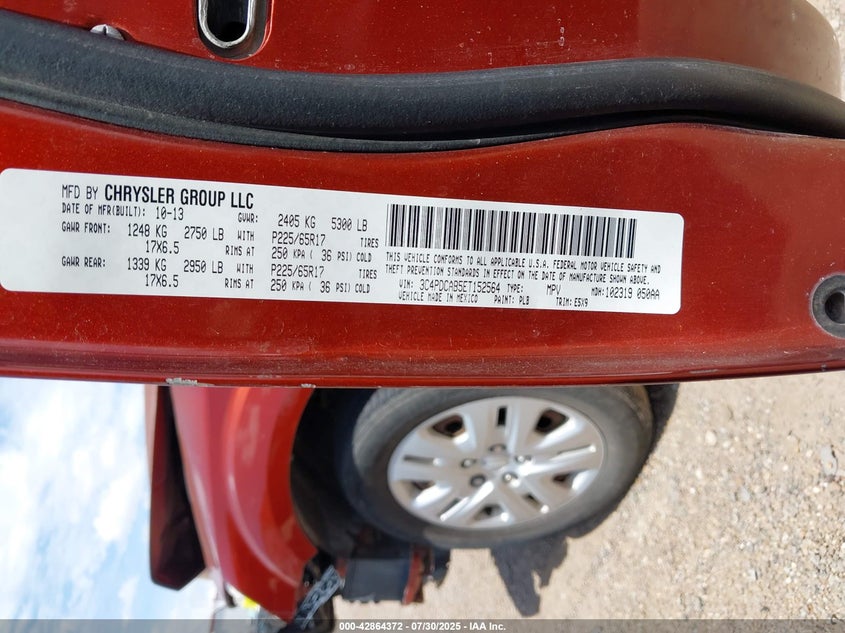 MFD BY CHRYSLER GROUP LLC
DATE OF MFR(BUILT): 10-13 GVWR: 2405 KG 5300 LB
GAWR FRONT: 1248 KG 2750 LB WITH P225/65R17 TIRES
17X6.5 RIMS AT 250 KPA ( 36 PSI) COLD
GAWR REAR: 1339 KG 2950 LB WITH P225/65R17 TIRES
17X6.5 RIMS AT 250 KPA ( 36 PSI) COLD
THIS VEHICLE CONFORMS TO ALL APPLICABLE U.S.A. FEDERAL MOTOR VEHICLE SAFETY AND
THEFT PREVENTION STANDARDS IN EFFECT ON THE DATE OF MANUFACTURE SHOWN ABOVE.
VIN: 3C4PDCAB5ET152564 TYPE: MPV MDH: 102319 050AA
VEHICLE MADE IN MEXICO PAINT: PLB TRIM: E5X9
000-42864372 | 07/30/2025 - IAA Inc.